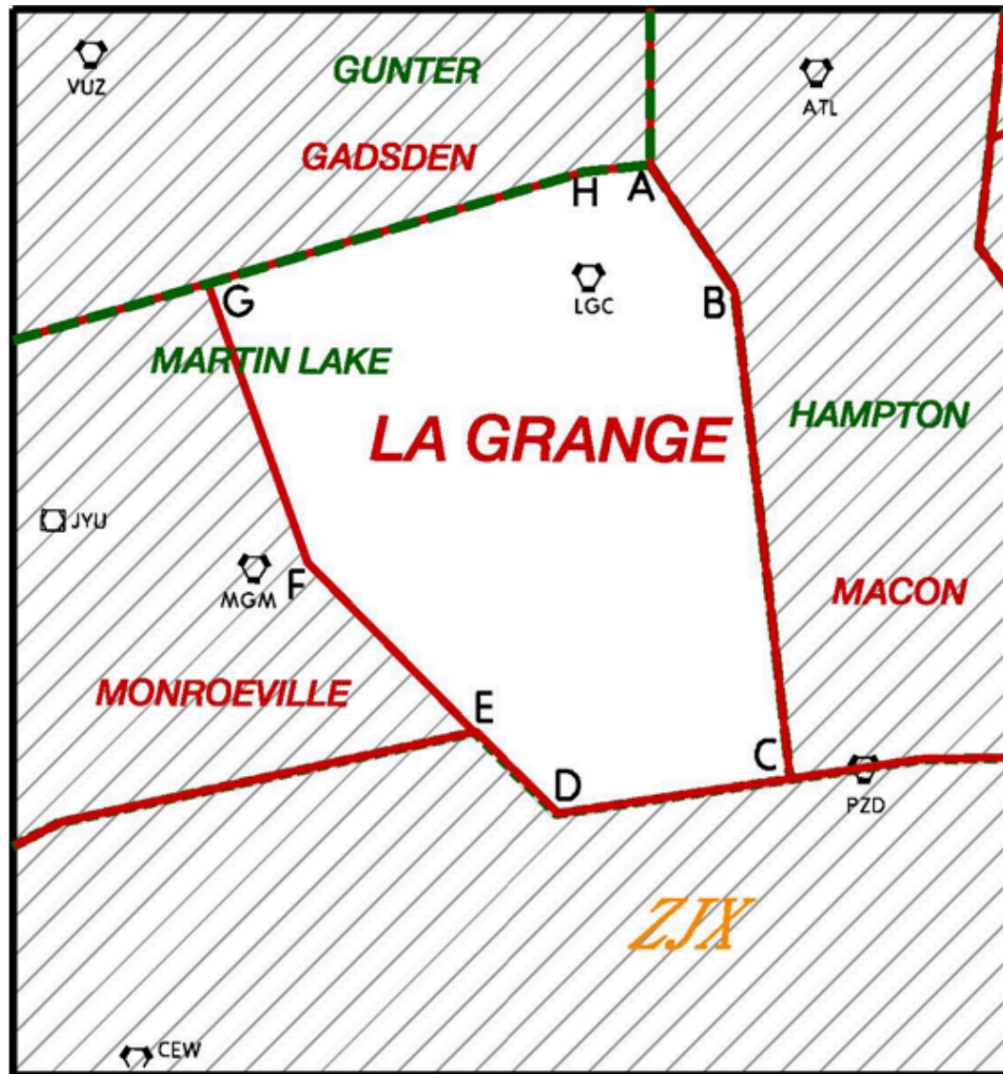 VUZ
GUNTER
ATL
GADSDEN
H
A
G
LGC
B
MARTIN LAKE
LA GRANGE
HAMPTON
JYU
MGM
F
MACON
MONROEVILLE
E
C
D
PZD
ZJX
CEW